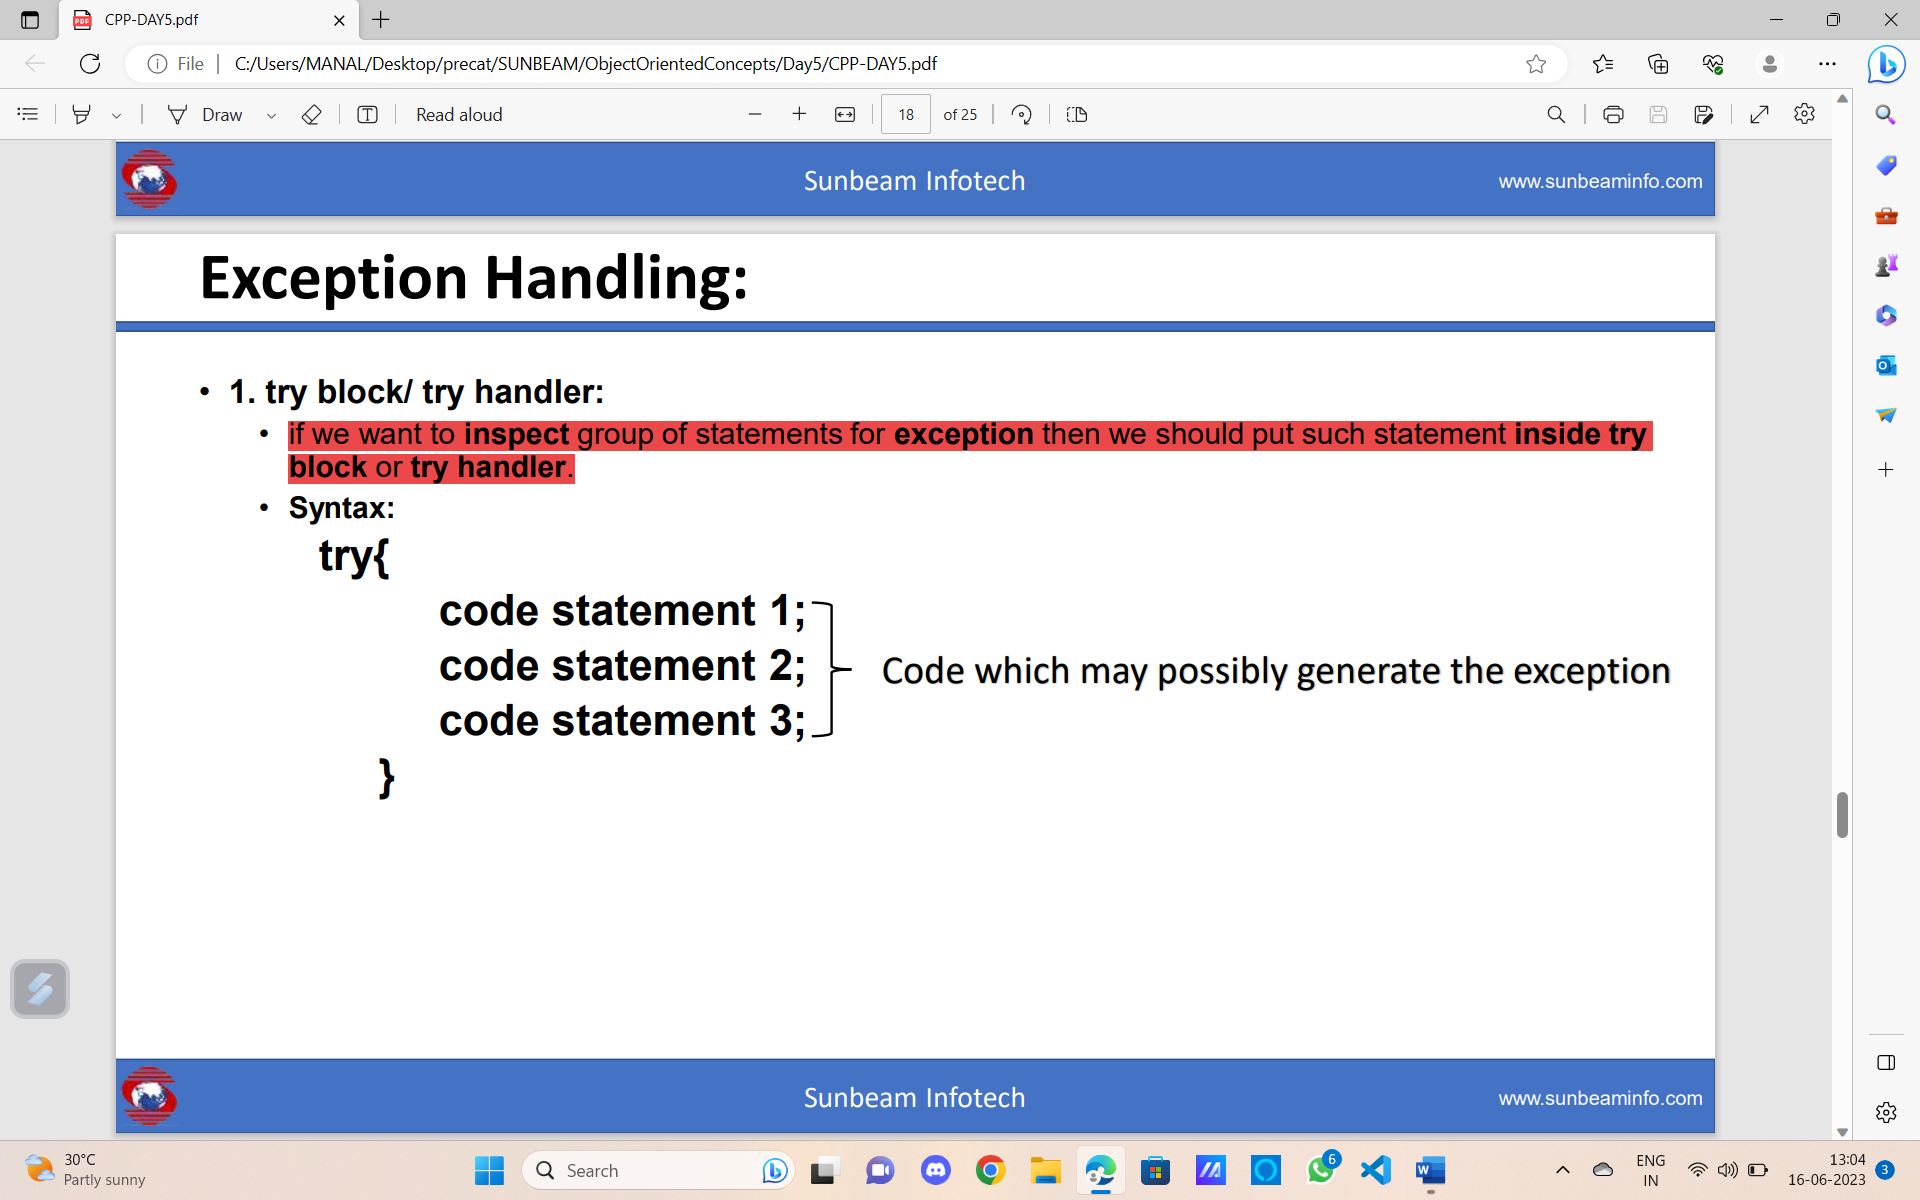 CPP-DAY5.pdf
File
C:/Users/MANAL/Desktop/precat/SUNBEAM/ObjectOrientedConcepts/Day5/CPP-DAY5.pdf
Draw
Read aloud
18 of 25
Sunbeam Infotech
www.sunbeaminfo.com
Exception Handling:
• 1. try block/ try handler:
• if we want to inspect group of statements for exception then we should put such statement inside try
block or try handler.
• Syntax:
try{
code statement 1;
code statement 2;
Code which may possibly generate the exception
code statement 3;
}
Sunbeam Infotech
www.sunbeaminfo.com
30°C
Partly sunny
Search
6
ENG
IN
13:04
16-06-2023
3